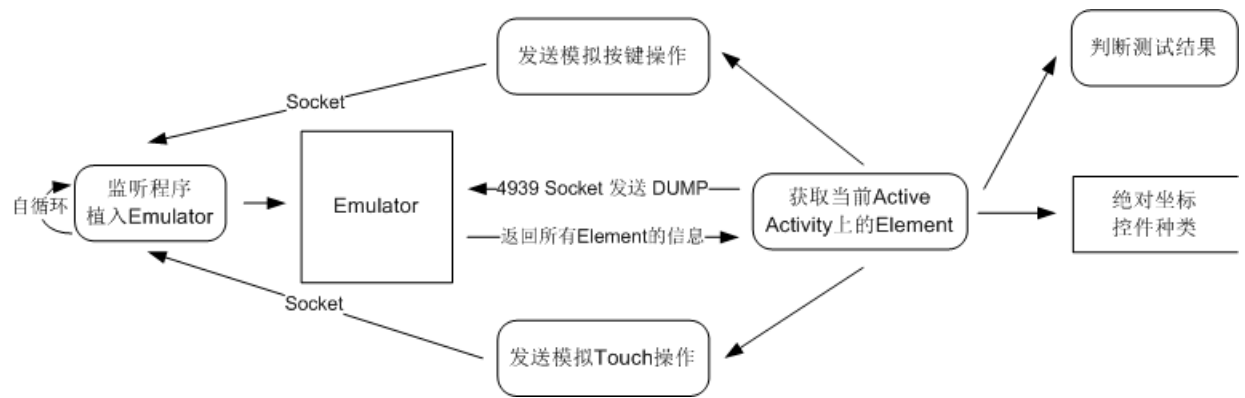 发送模拟按键操作
判断测试结果
Socket
监听程序
植入Emulator
自循环
Emulator
4939 Socket 发送 DUMP
返回所有Element的信息
获取当前Active
Activity上的Element
绝对坐标
控件种类
Socket
发送模拟Touch操作